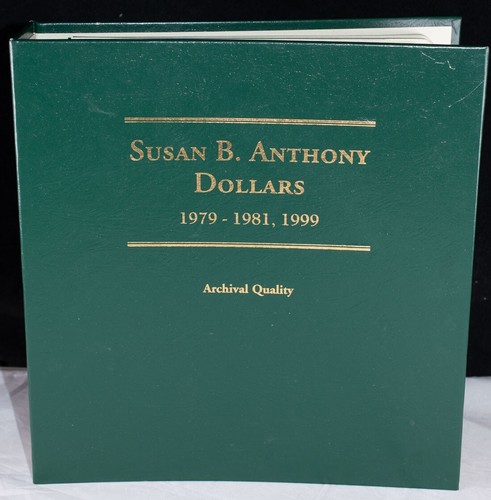 SUSAN B. ANTHONY
DOLLARS
1979 - 1981, 1999
Archival Quality